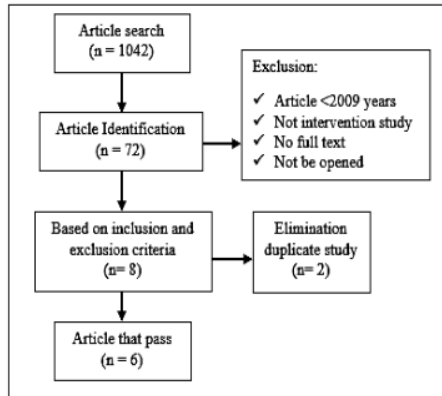 Article search
(n = 1042)
Exclusion:
✓ Article <2009 years
✓ Not intervention study
✓ No full text
✓ Not be opened
Article Identification
(n = 72)
Based on inclusion and
exclusion criteria
(n= 8)
Elimination
duplicate study
(n= 2)
Article that pass
(n = 6)